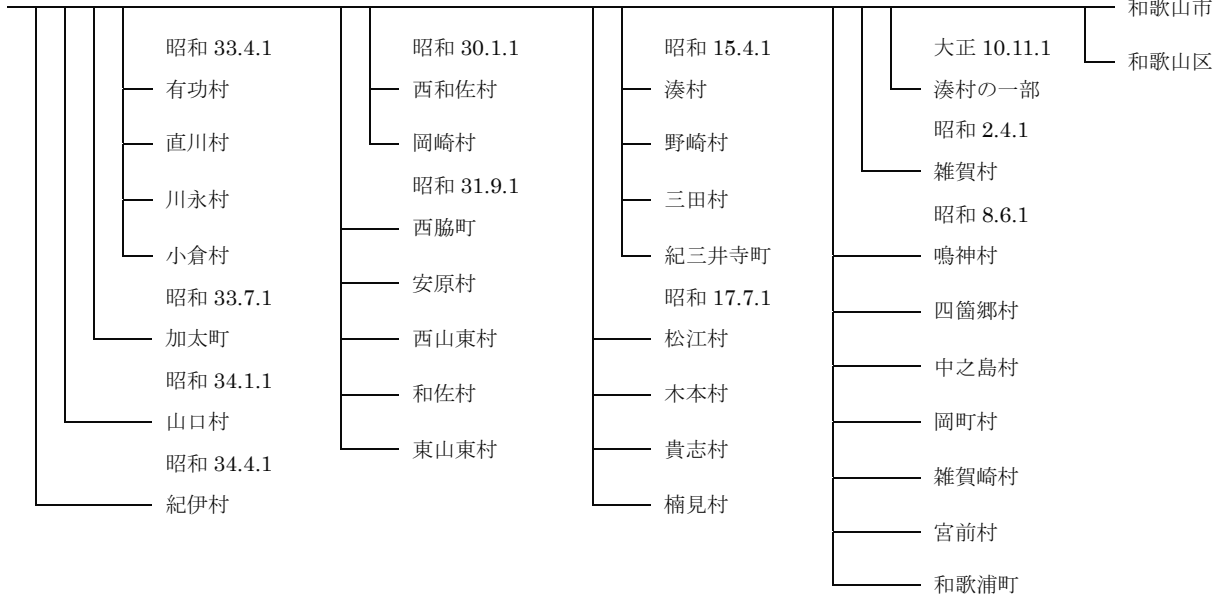 和歌山市
和歌山区
大正 10.11.1
湊村の一部
昭和 2.4.1
雑賀村
昭和 8.6.1
鳴神村
四箇郷村
中之島村
岡町村
雑賀崎村
宮前村
和歌浦町
昭和 15.4.1
湊村
野崎村
三田村
紀三井寺町
昭和 17.7.1
松江村
木本村
貴志村
楠見村
昭和 30.1.1
西和佐村
岡崎村
昭和 31.9.1
西脇町
安原村
西山東村
和佐村
東山東村
昭和 33.4.1
有功村
直川村
川永村
小倉村
昭和 33.7.1
加太町
昭和 34.1.1
山口村
昭和 34.4.1
紀伊村